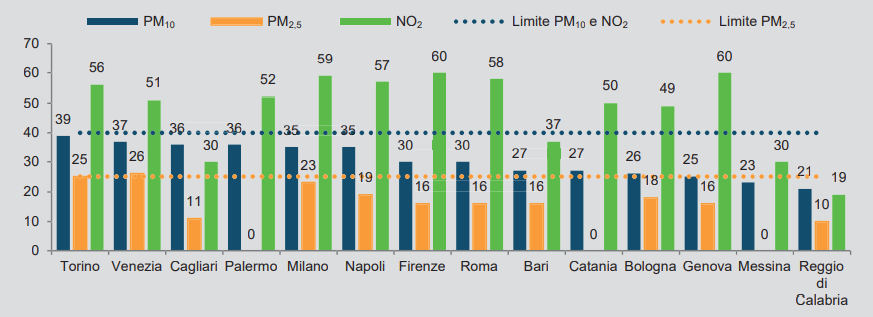 PM10 PM2,5 NO2 Limite PM10 e NO2 Limite PM2,5
70
60
50
40
30
20
10
0
39 25 56
37 26 51
36 11 30
36 0 52
35 23 59
35 19 57
30 16 60
30 16 58
27 16 37
27 0 50
26 18 49
25 16 60
23 0 30
21 10 19
Torino Venezia Cagliari Palermo Milano Napoli Firenze Roma Bari Catania Bologna Genova Messina Reggio
di
Calabria